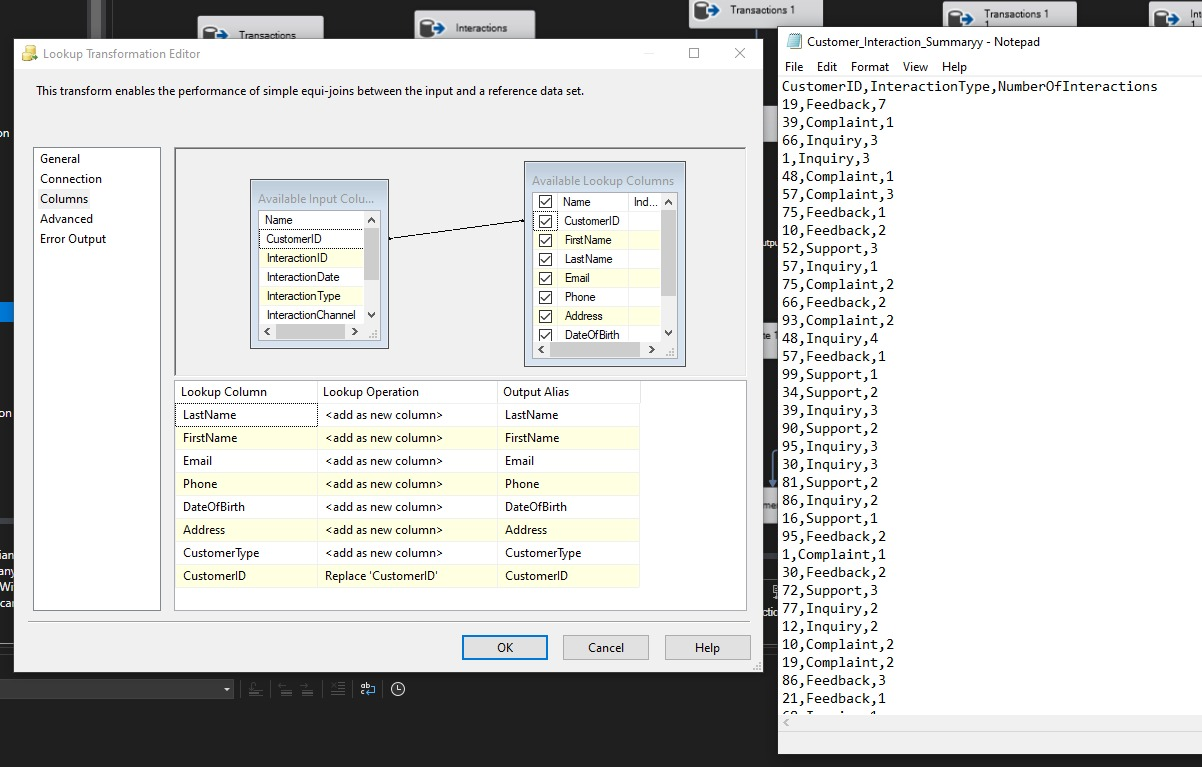 Transactions
Interactions
Transactions 1
Transactions 1
1
Lookup Transformation Editor
This transform enables the performance of simple equi-joins between the input and a reference data set.
General
Connection
Columns
Advanced
Error Output
Available Input Colu...
Name
CustomerID
InteractionID
InteractionDate
InteractionType
InteractionChannel
Available Lookup Columns
Name Ind...
CustomerID
FirstName
LastName
Email
Phone
Address
DateOfBirth
Lookup Column Lookup Operation Output Alias
LastName <add as new column> LastName
FirstName <add as new column> FirstName
Email <add as new column> Email
Phone <add as new column> Phone
DateOfBirth <add as new column> DateOfBirth
Address <add as new column> Address
CustomerType <add as new column> CustomerType
CustomerID Replace 'CustomerID' CustomerID
OK Cancel Help
Customer_Interaction_Summaryy - Notepad
File Edit Format View Help
CustomerID,InteractionType,NumberOfInteractions
19,Feedback,7
39,Complaint,1
66,Inquiry,3
1,Inquiry,3
48,Complaint,1
57,Complaint,3
75,Feedback,1
10,Feedback,2
52,Support,3
57,Inquiry,1
75,Complaint,2
66,Feedback,2
93,Complaint,2
48,Inquiry,4
57,Feedback,1
99,Support,1
34,Support,2
39,Inquiry,3
90,Support,2
95,Inquiry,3
30,Inquiry,3
81,Support,2
86,Inquiry,2
16,Support,1
95,Feedback,2
1,Complaint,1
30,Feedback,2
72,Support,3
77,Inquiry,2
12,Inquiry,2
10,Complaint,2
19,Complaint,2
86,Feedback,3
21,Feedback,1